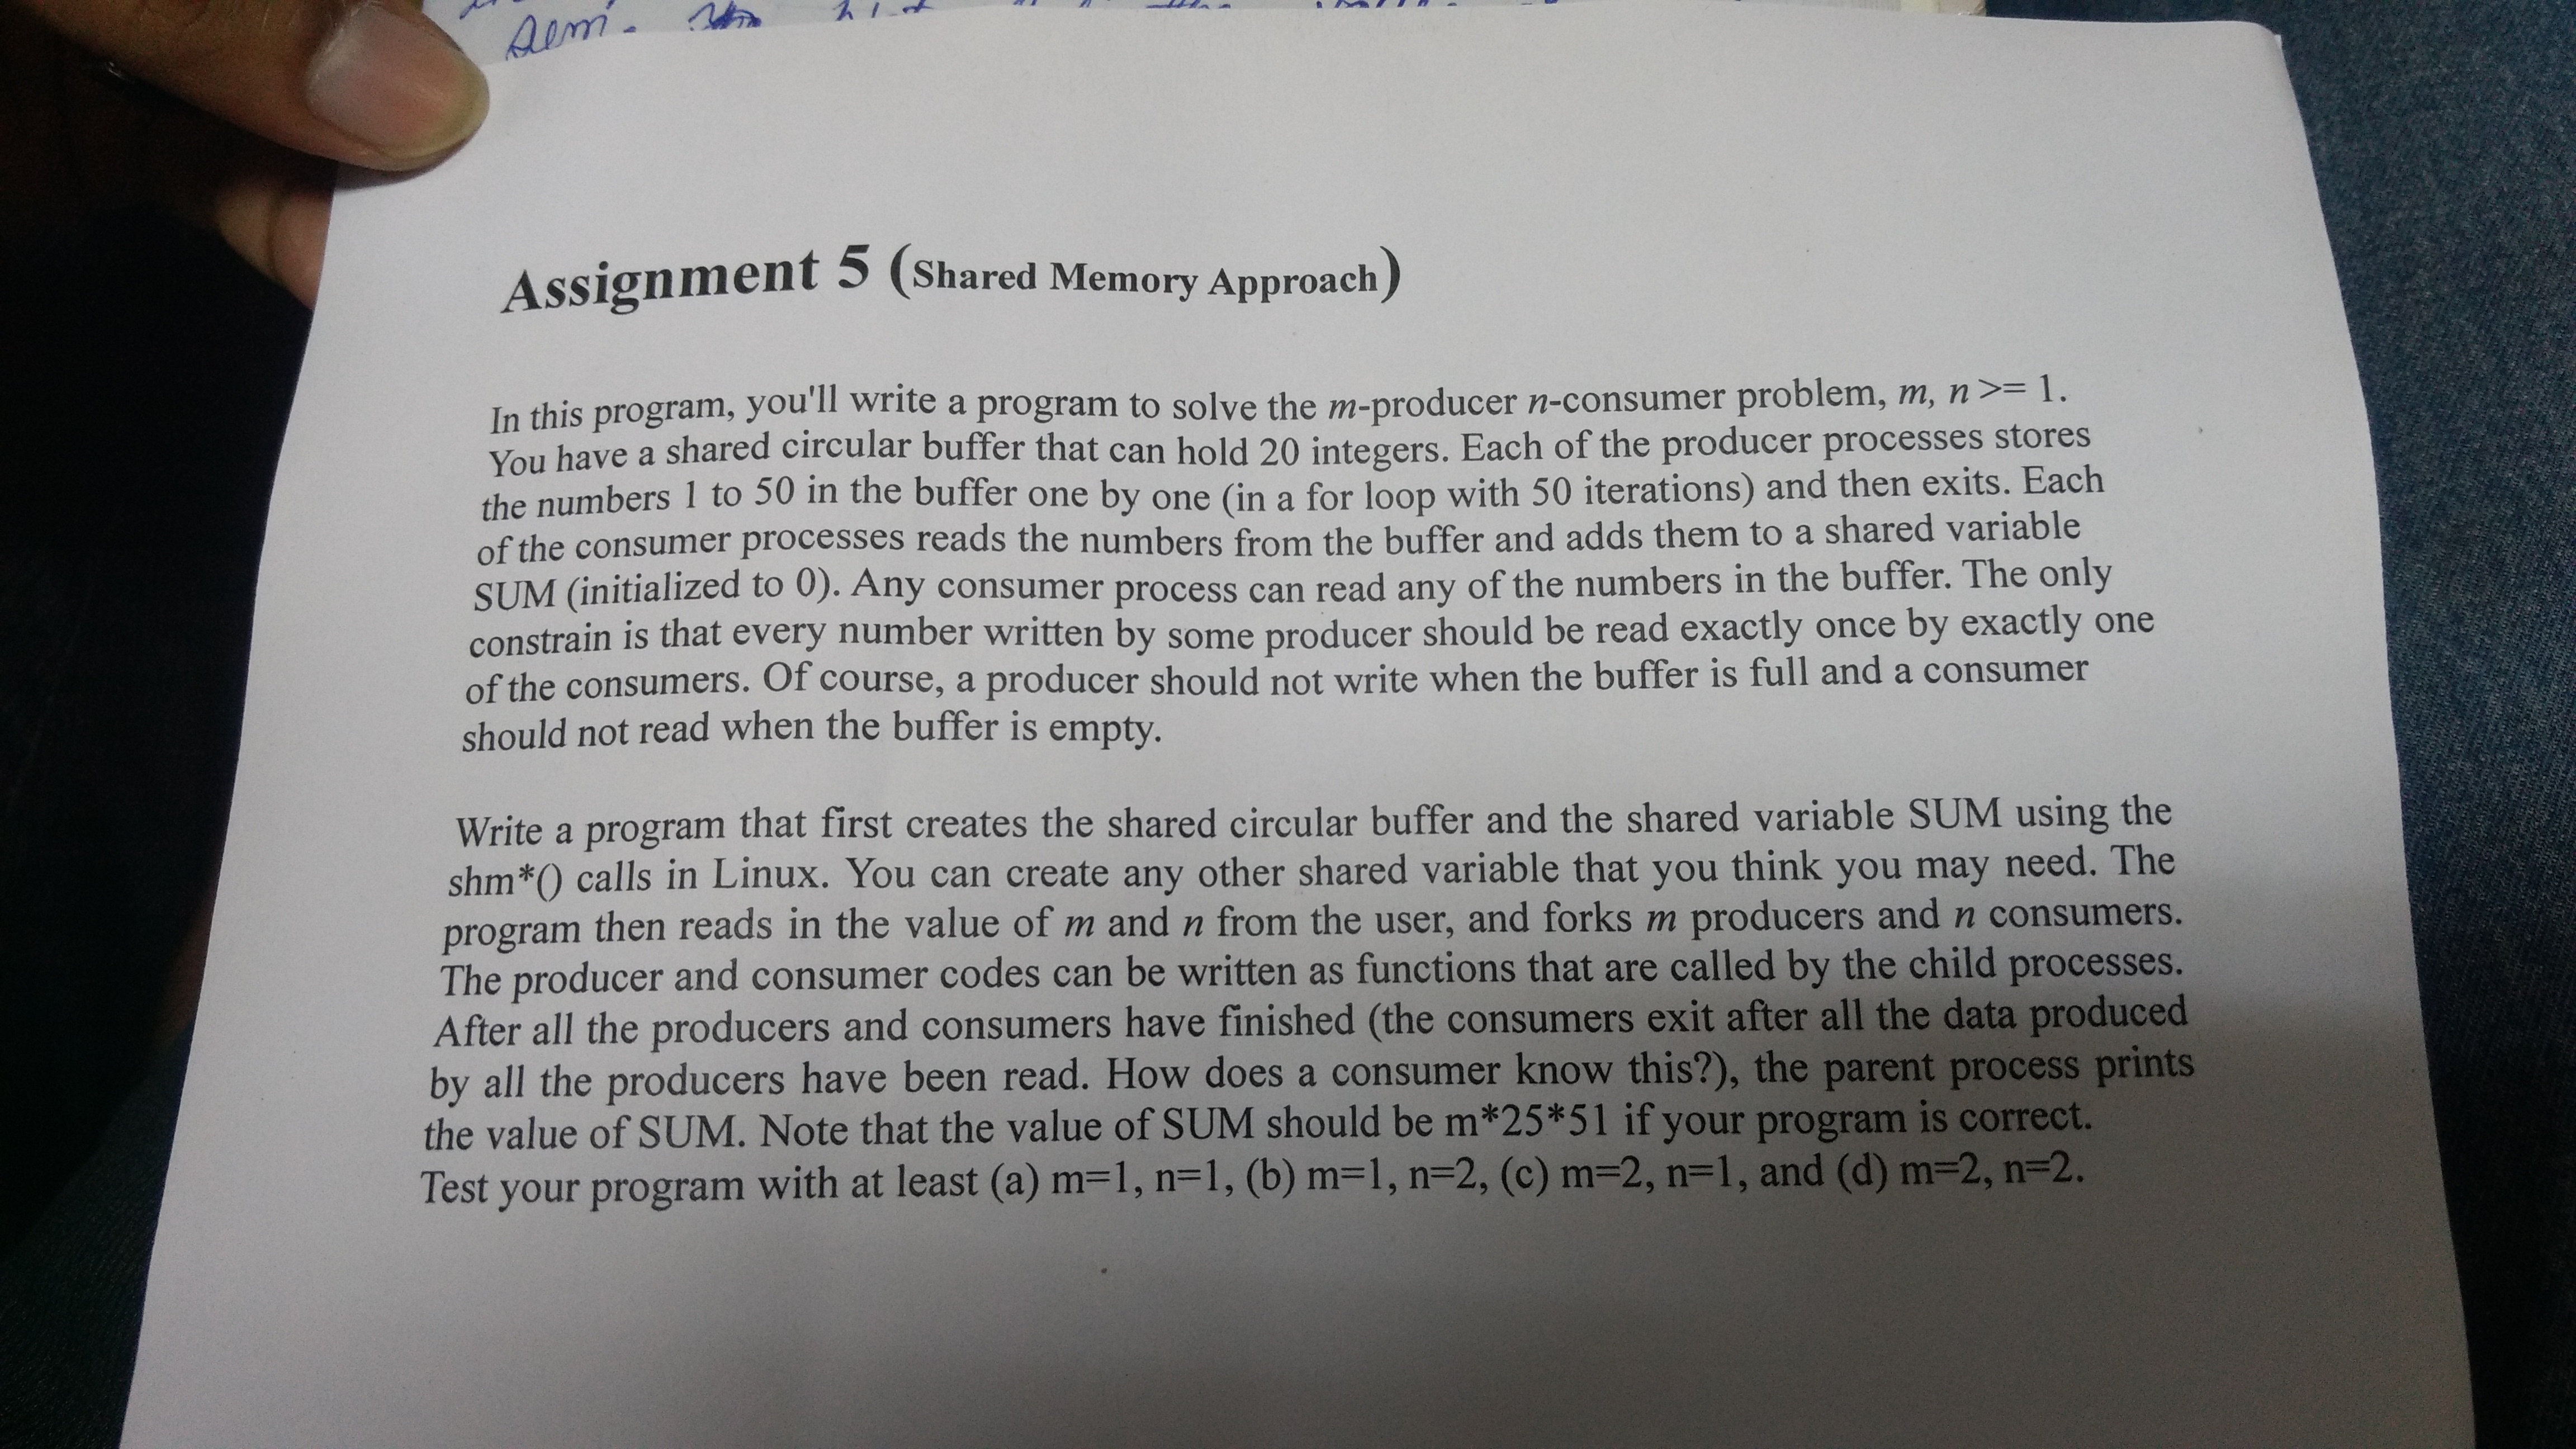 Assignment 5 (Shared Memory Approach)
In this program, you'll write a program to solve the m-producer n-consumer problem, m, n >= 1.
You have a shared circular buffer that can hold 20 integers. Each of the producer processes stores
the numbers 1 to 50 in the buffer one by one (in a for loop with 50 iterations) and then exits. Each
of the consumer processes reads the numbers from the buffer and adds them to a shared variable
SUM (initialized to 0). Any consumer process can read any of the numbers in the buffer. The only
constrain is that every number written by some producer should be read exactly once by exactly one
of the consumers. Of course, a producer should not write when the buffer is full and a consumer
should not read when the buffer is empty.
Write a program that first creates the shared circular buffer and the shared variable SUM using the
shm*() calls in Linux. You can create any other shared variable that you think you may need. The
program then reads in the value of m and n from the user, and forks m producers and n consumers.
The producer and consumer codes can be written as functions that are called by the child processes.
After all the producers and consumers have finished (the consumers exit after all the data produced
by all the producers have been read. How does a consumer know this?), the parent process prints
the value of SUM. Note that the value of SUM should be m*25*51 if your program is correct.
Test your program with at least (a) m=1, n=1, (b) m=1, n=2, (c) m=2, n=1, and (d) m=2, n=2.